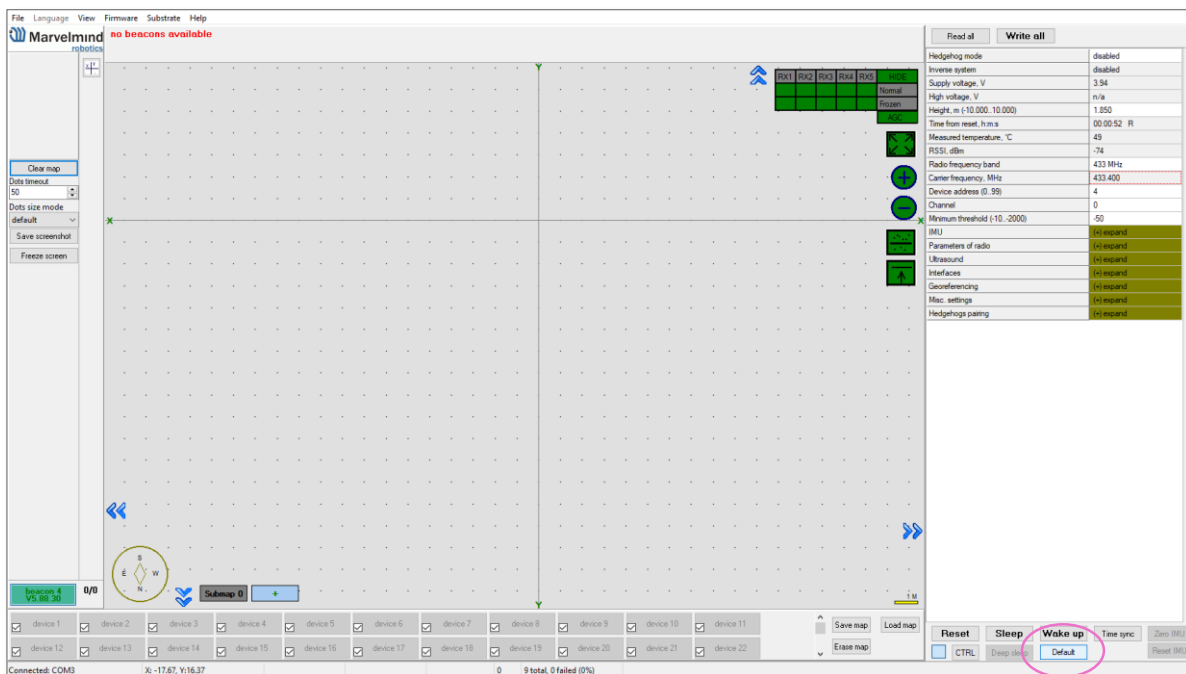 File Language View Firmware Substrate Help
Marvelmind
robotics
no beacons available
Clear map
Dots timeout
50
Dots size mode
default
Save screenshot
Freeze screen
beacon 4
V5.88.30
0/0
Y
X
X
Y
RX1 RX2 RX3 RX4 RX5 HIDE
Normal
Frozen
AGC
S
E W
N
Submap 0 +
1 M
device 1 device 2 device 3 device 4 device 5 device 6 device 7 device 8 device 9 device 10 device 11
device 12 device 13 device 14 device 15 device 16 device 17 device 18 device 19 device 20 device 21 device 22
Save map Load map
Erase map
Read all Write all
Hedgehog mode disabled
Inverse system disabled
Supply voltage, V 3.94
High voltage, V n/a
Height, m (-10.000..10.000) 1.850
Time from reset, h:m:s 00:00:52 R
Measured temperature, °C 49
RSSI, dBm -74
Radio frequency band 433 MHz
Carrier frequency, MHz 433.400
Device address (0..99) 4
Channel 0
Minimum threshold (-10..-2000) -50
IMU (+) expand
Parameters of radio (+) expand
Ultrasound (+) expand
Interfaces (+) expand
Georeferencing (+) expand
Misc. settings (+) expand
Hedgehogs pairing (+) expand
Reset Sleep Wake up Time sync Zero IMU
CTRL Deep sleep Default Reset IMU
Connected: COM3 X: -17.67, Y:16.37 0 9 total, 0 failed (0%)